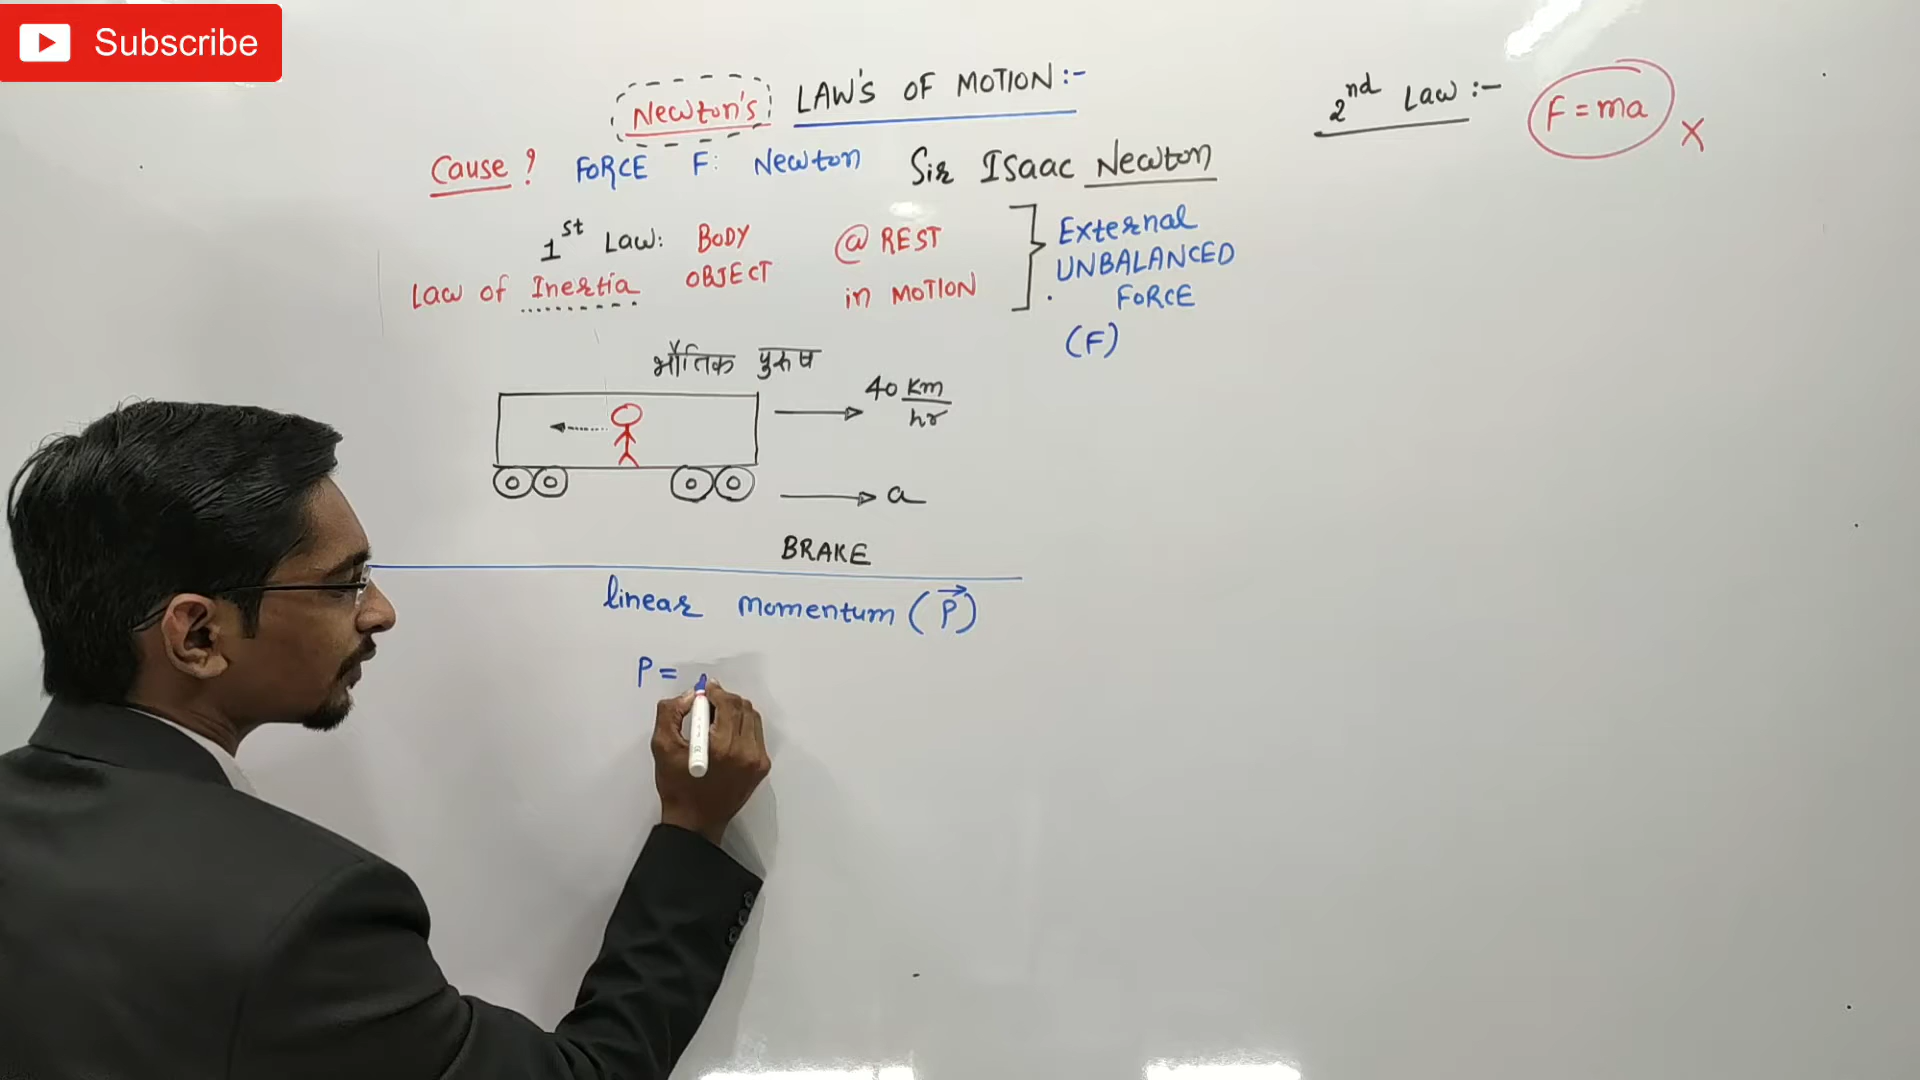 Subscribe
Newton's LAW'S OF MOTION:-
Cause? FORCE F: Newton Sir ISaac Newton
1st Law: BODY @ REST External
Law of Inertia OBJECT in MOTION UNBALANCED
FORCE
(F)
भौतिक पुरुष
40 Km/hr
a
BRAKE
linear momentum (P→)
P =
2nd Law :- F = ma X